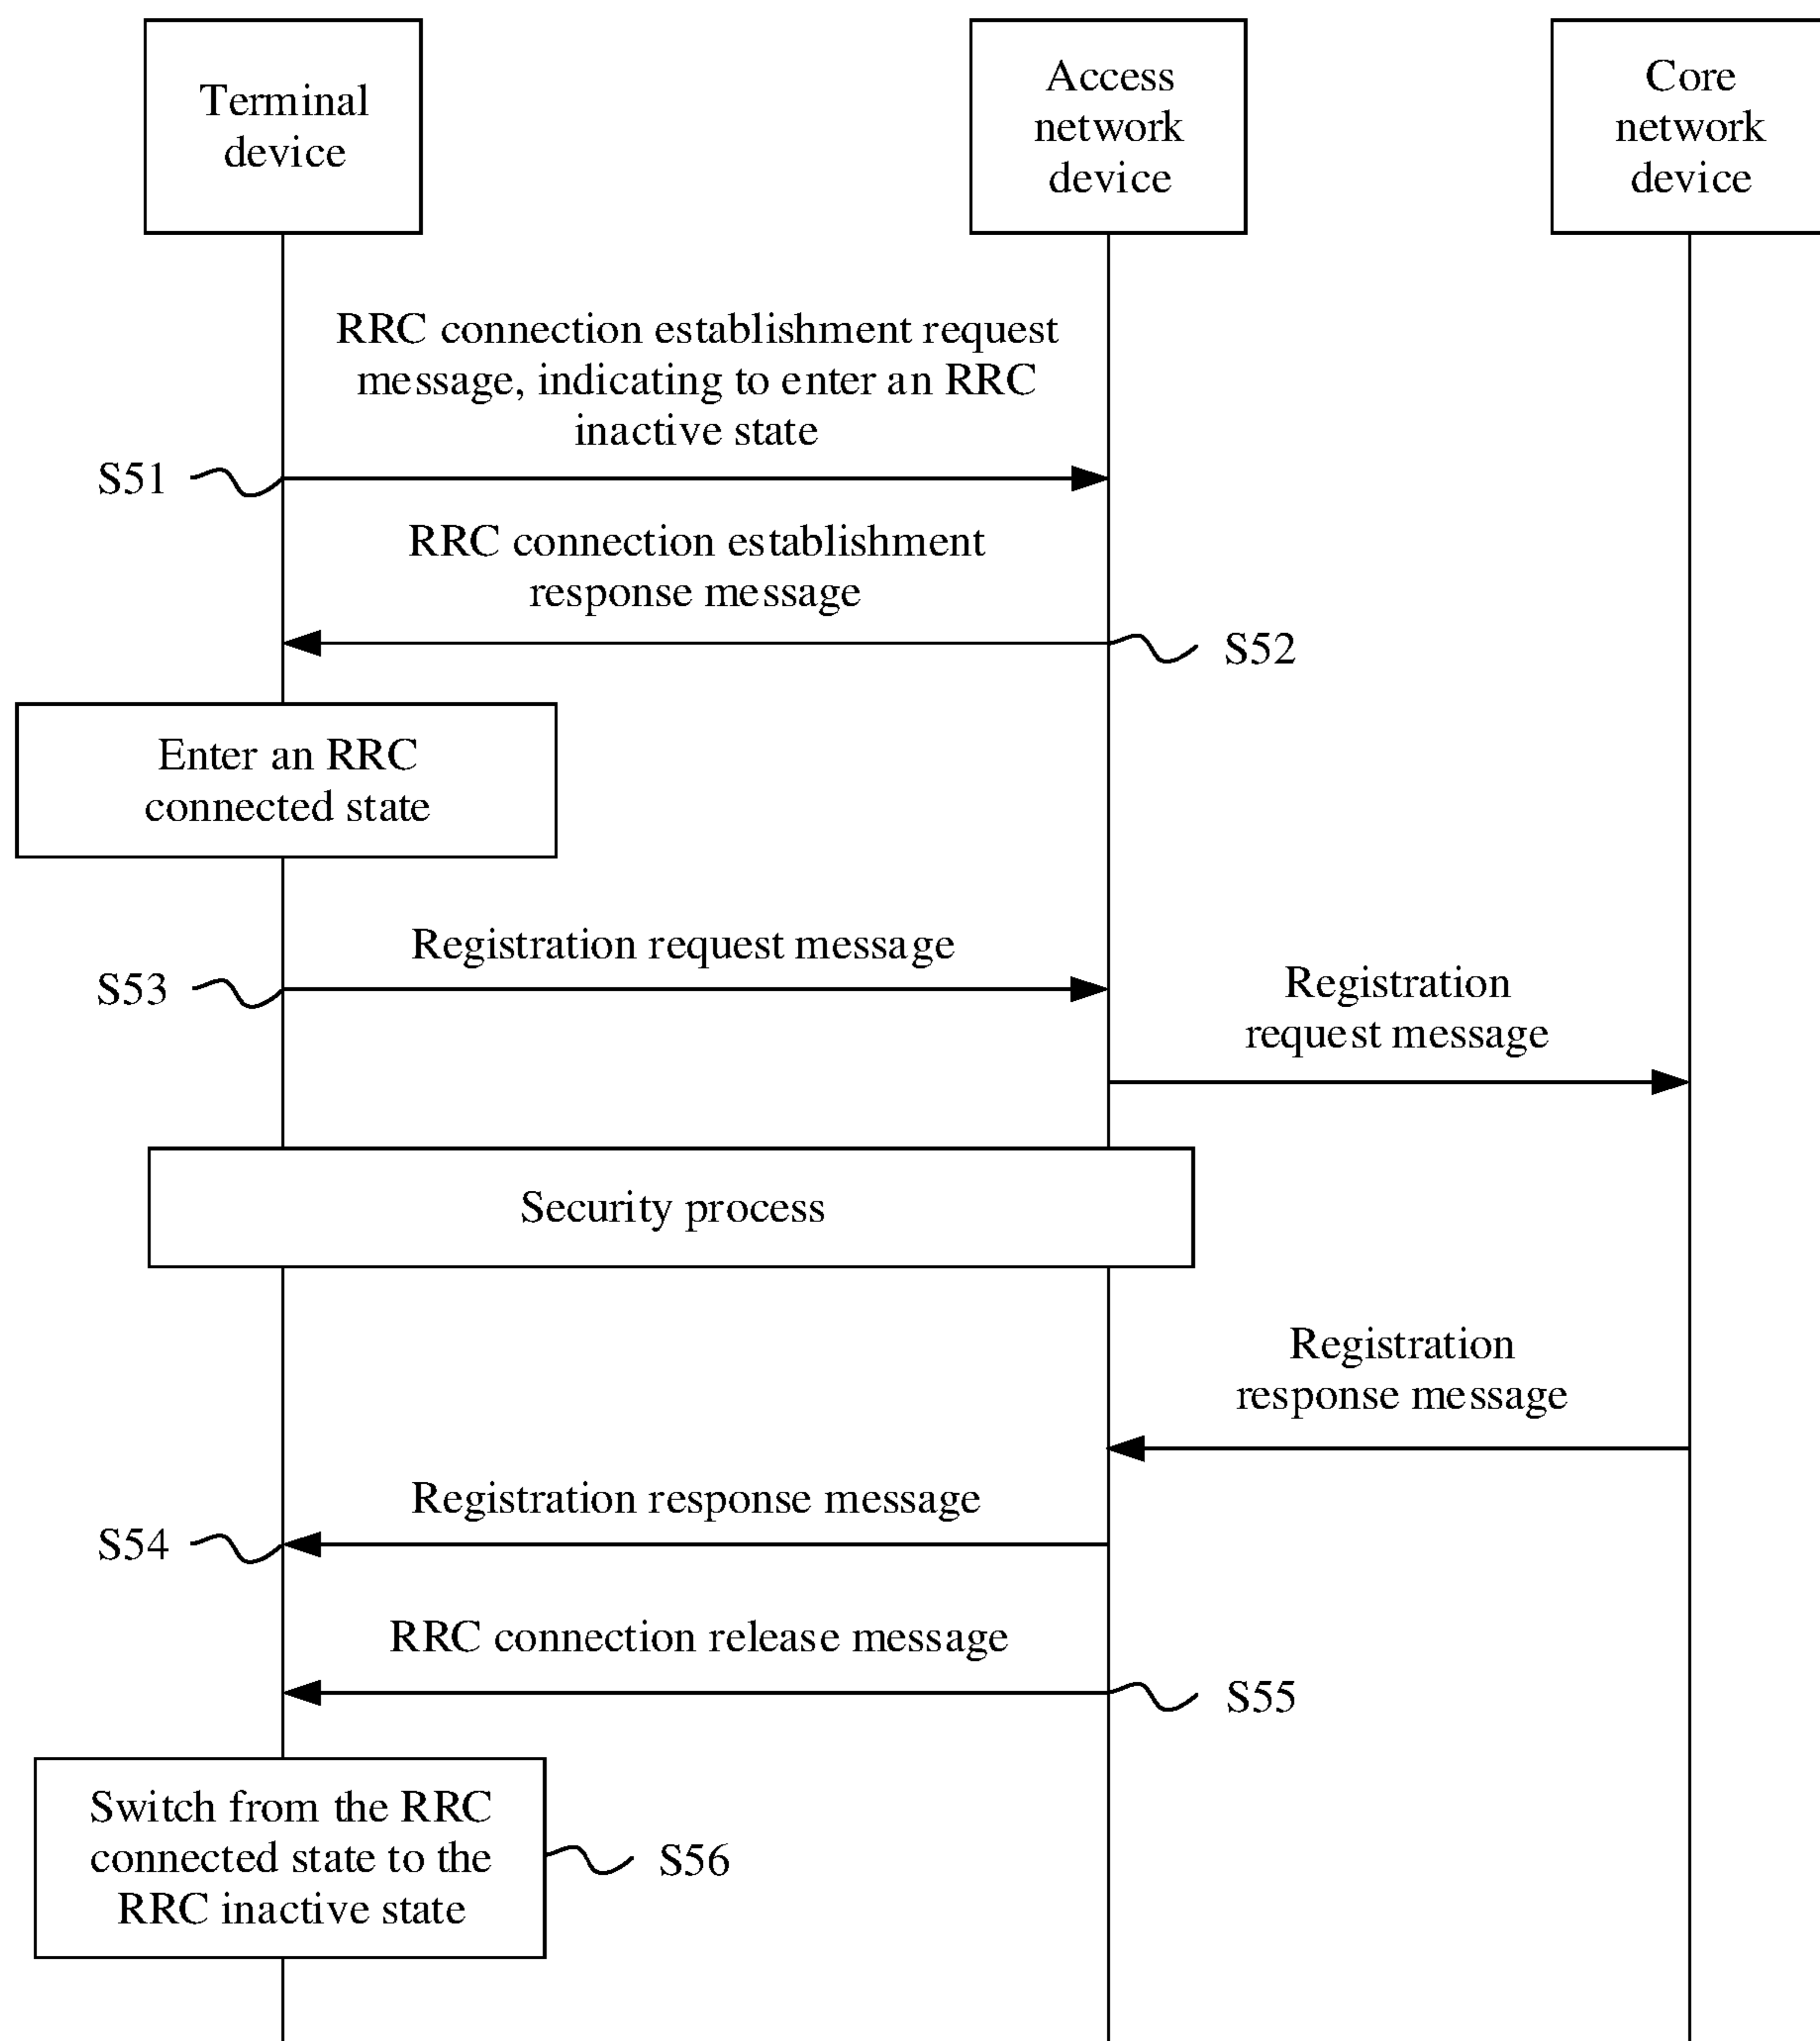 Terminal
device
Access
network
device
Core
network
device
RRC connection establishment request
message, indicating to enter an RRC
inactive state
S51
RRC connection establishment
response message
S52
Enter an RRC
connected state
Registration request message
S53
Registration
request message
Security process
Registration
response message
Registration response message
S54
RRC connection release message
S55
Switch from the RRC
connected state to the
RRC inactive state
S56